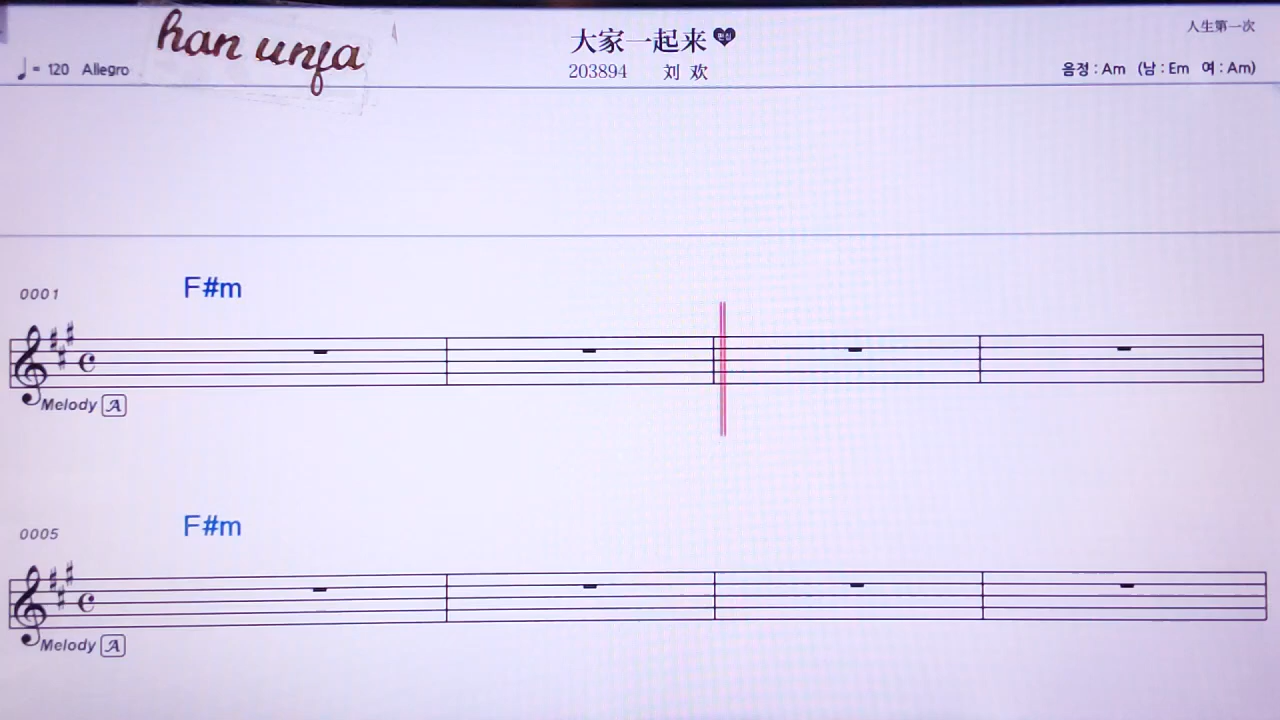 han unfa
大家一起来
人生第一次
♩= 120 Allegro
203894 刘 欢
음정 : Am (남 : Em 여 : Am)
0001
F#m
Melody A
0005
F#m
Melody A